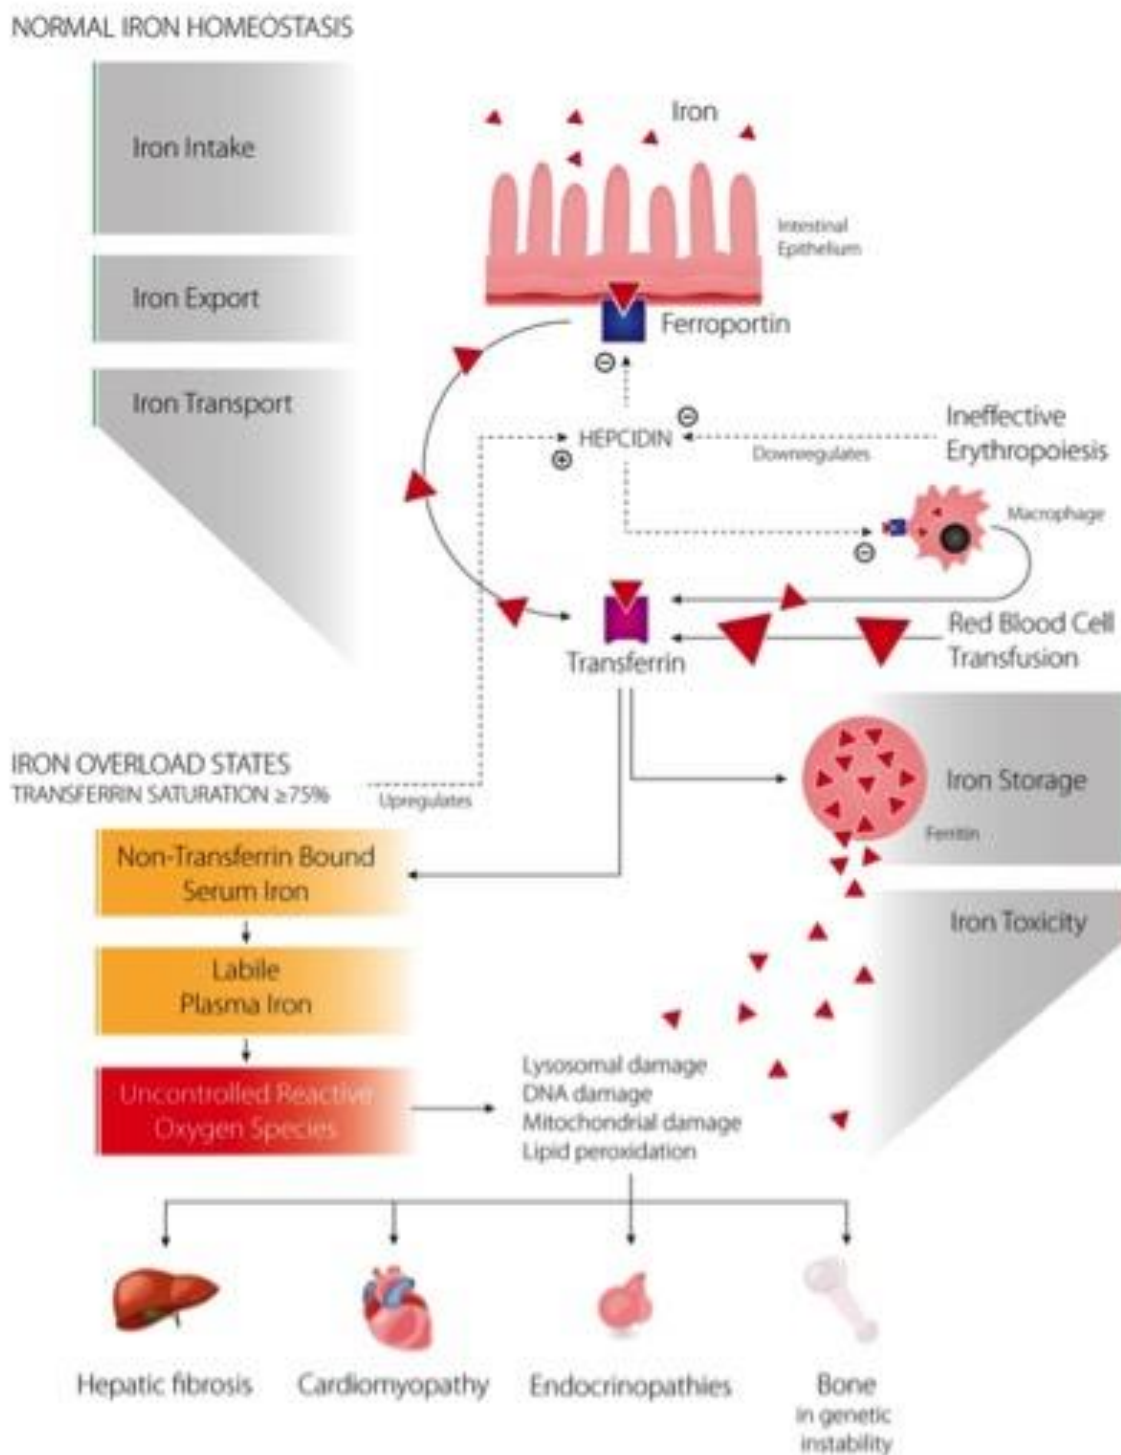 NORMAL IRON HOMEOSTASIS
Iron Intake
Iron
Intestinal
Epithelium
Iron Export
Ferroportin
Iron Transport
HEPCIDIN
Downregulates
Ineffective
Erythropoiesis
Macrophage
Transferrin
Red Blood Cell
Transfusion
IRON OVERLOAD STATES
TRANSFERRIN SATURATION ≥75%
Upregulates
Iron Storage
Ferritin
Non-Transferrin Bound
Serum Iron
Iron Toxicity
Labile
Plasma Iron
Uncontrolled Reactive
Oxygen Species
Lysosomal damage
DNA damage
Mitochondrial damage
Lipid peroxidation
Hepatic fibrosis
Cardiomyopathy
Endocrinopathies
Bone
in genetic
instability